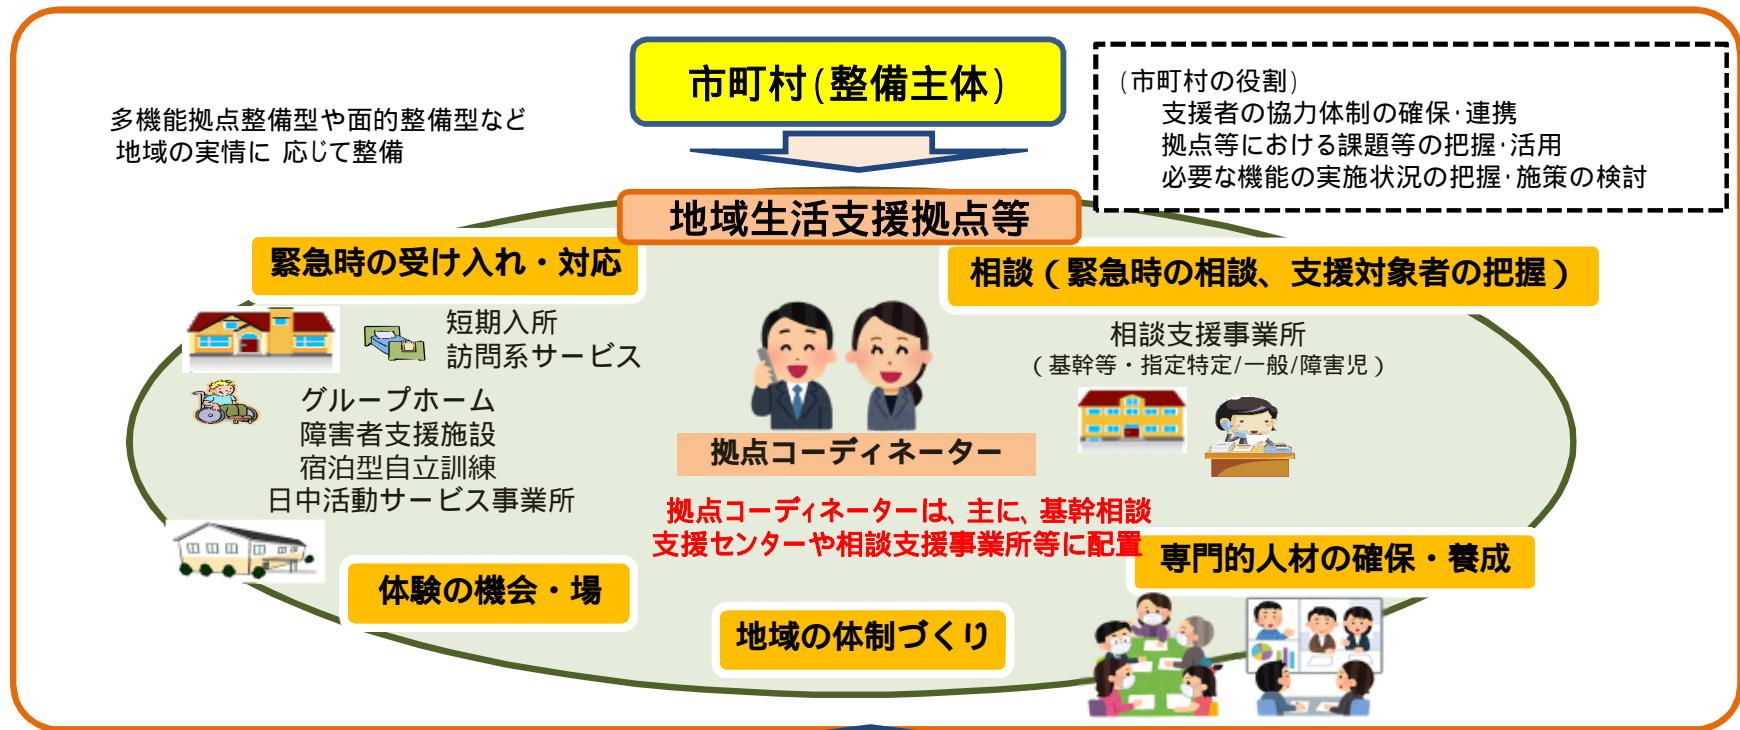 市町村(整備主体)
(市町村の役割)
支援者の協力体制の確保･連携
拠点等における課題等の把握･活用
必要な機能の実施状況の把握･施策の検討
多機能拠点整備型や面的整備型など
地域の実情に 応じて整備
地域生活支援拠点等
緊急時の受け入れ・対応
相談(緊急時の相談、支援対象者の把握)
短期入所
訪問系サービス
相談支援事業所
(基幹等・指定特定/一般/障害児)
グループホーム
障害者支援施設
宿泊型自立訓練
日中活動サービス事業所
拠点コーディネーター
拠点コーディネーターは、主に、基幹相談
支援センターや相談支援事業所等に配置
専門的人材の確保・養成
体験の機会・場
地域の体制づくり